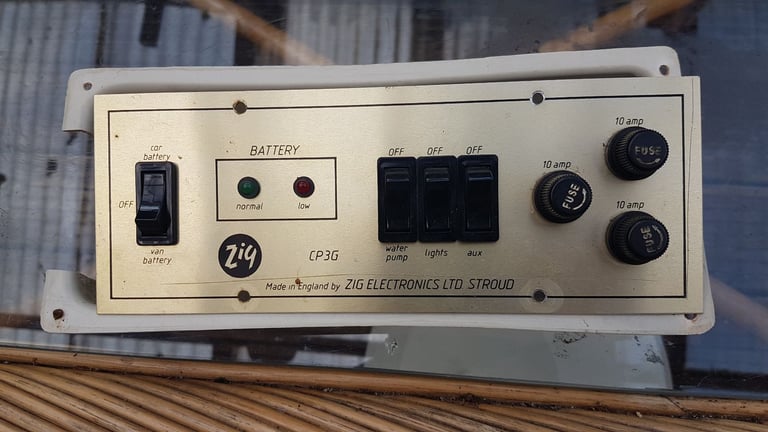 car
battery
OFF
van
battery
BATTERY
normal
low
Zig
CP3G
OFF
OFF
OFF
water
pump
lights
aux
10 amp
FUSE
10 amp
FUSE
10 amp
FUSE
Made in England by ZIG ELECTRONICS LTD. STROUD